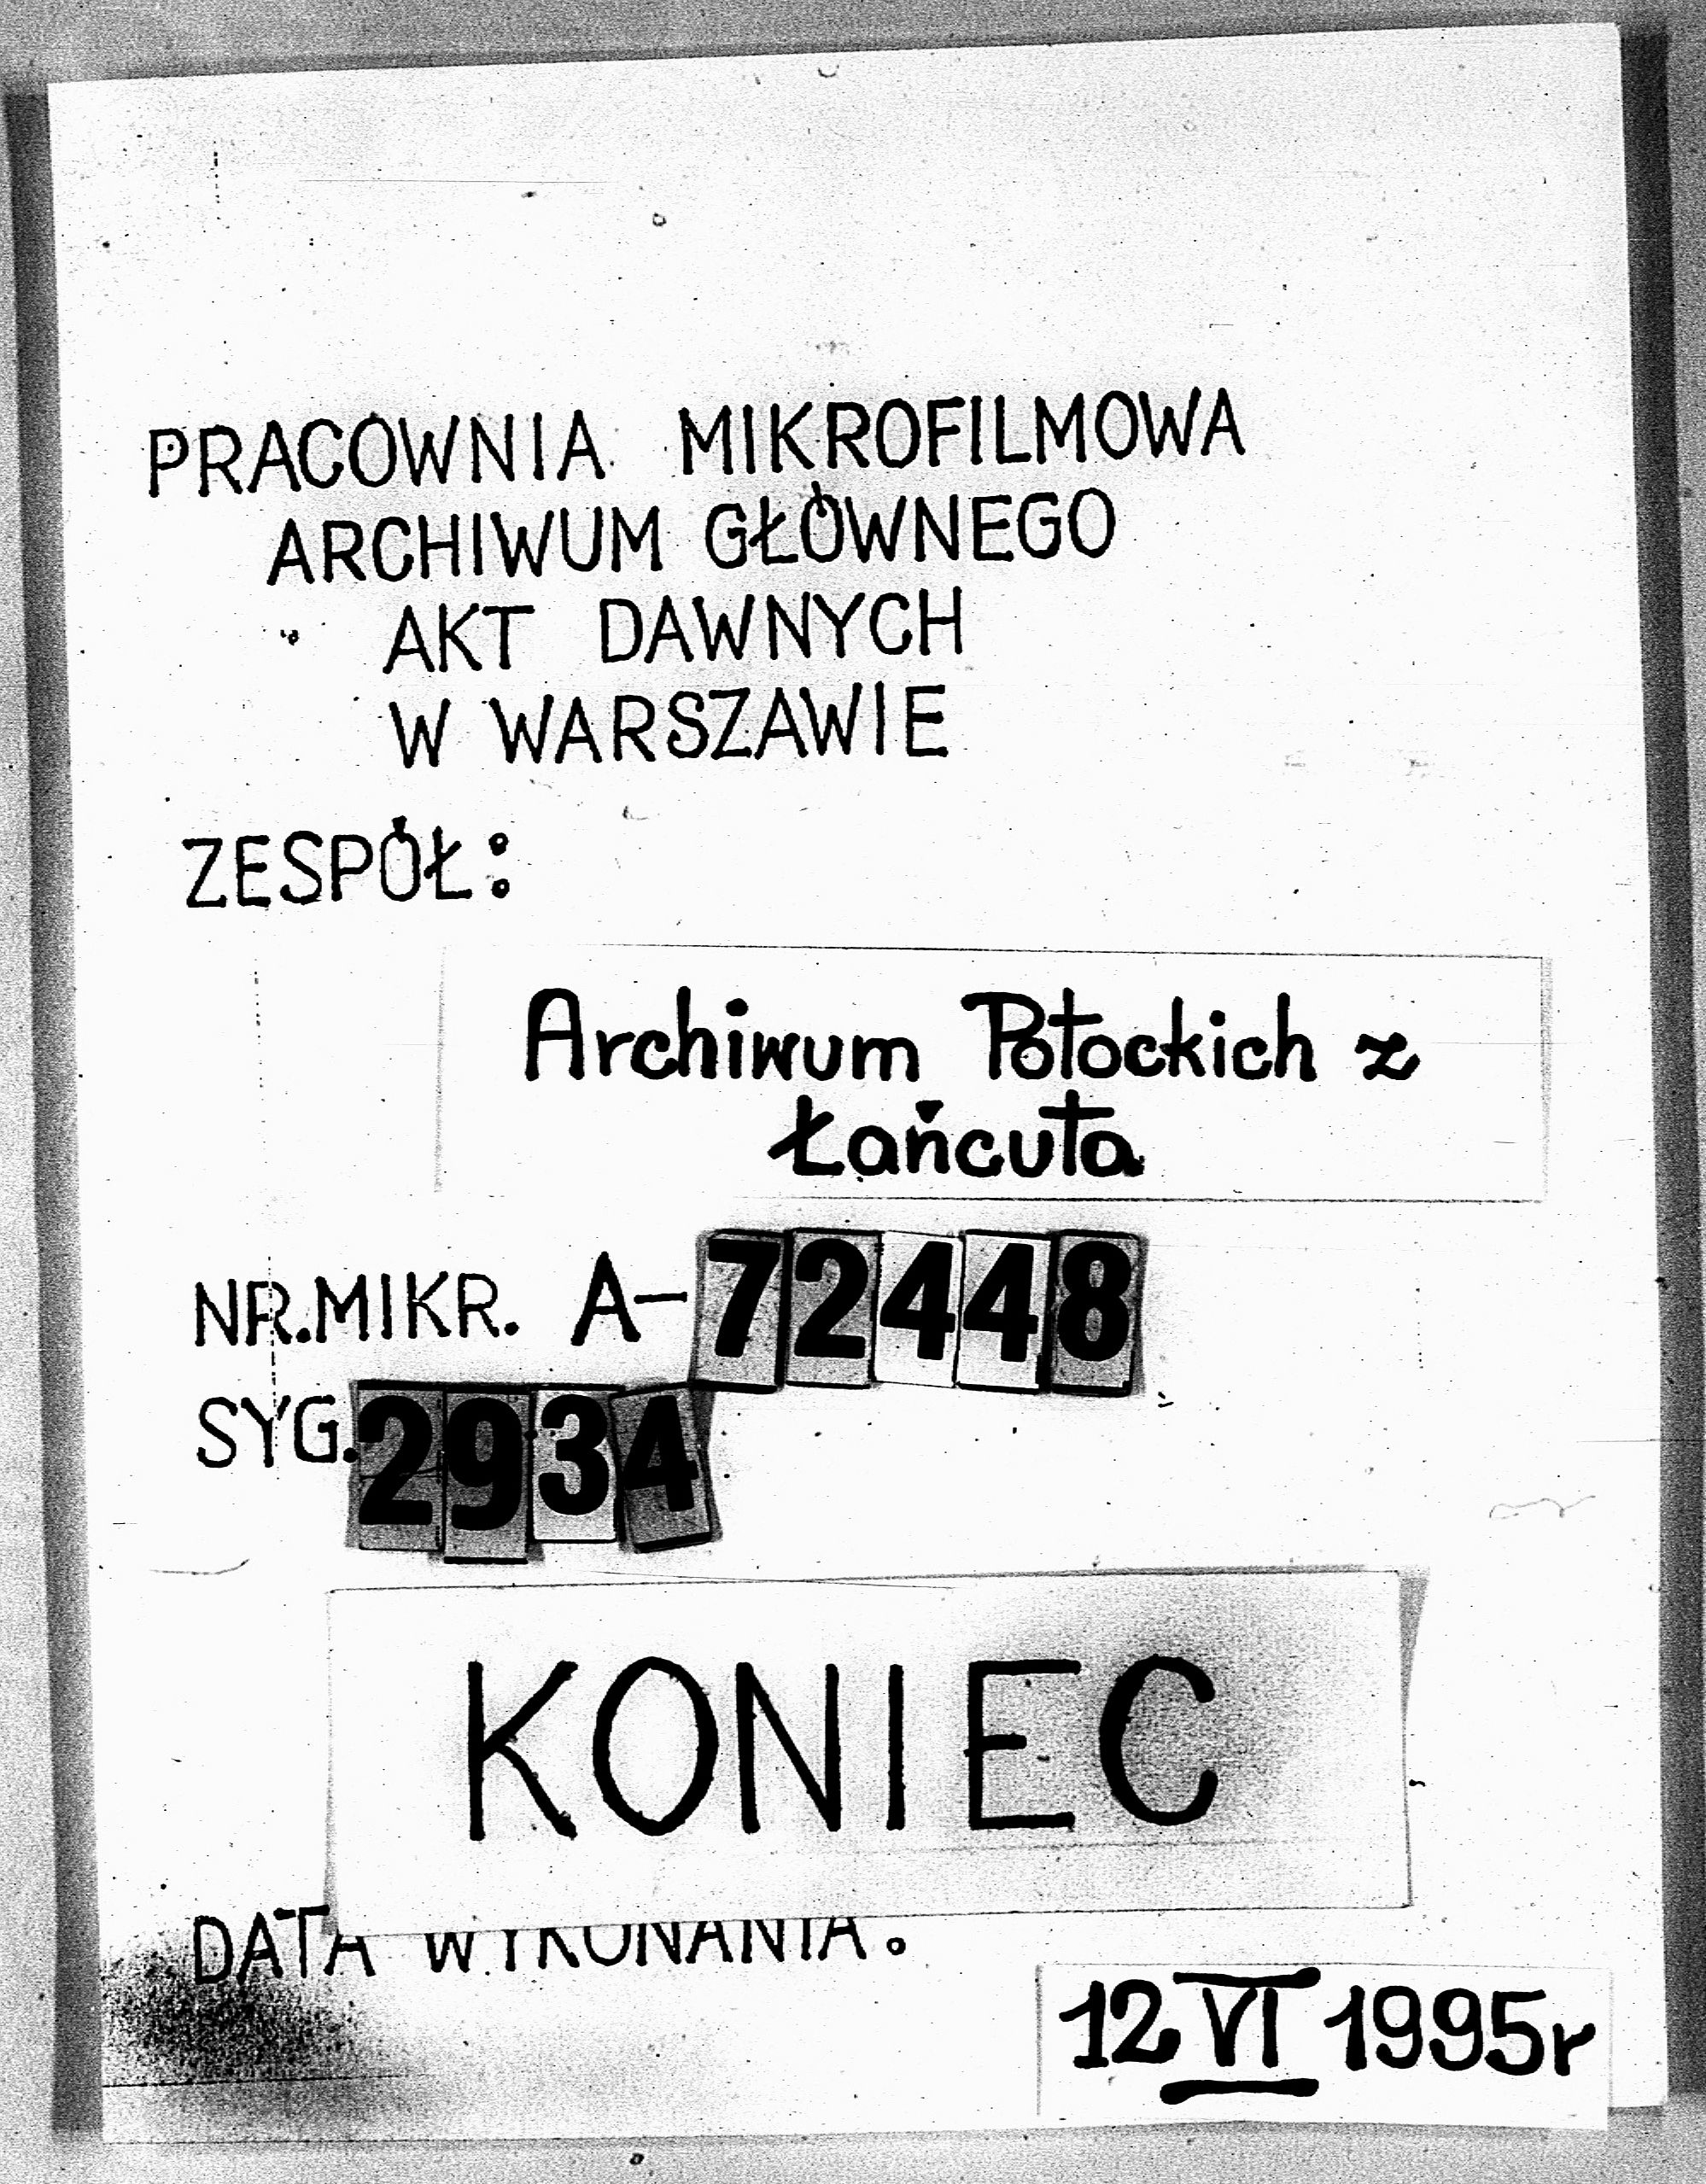 PRACOWNIA MIKROFILMOWA
ARCHIWUM GŁÓWNEGO
AKT DAWNYCH
W WARSZAWIE
ZESPÓŁ:
Archiwum Potockich z
Łańcuta
NR.MIKR. A-72448
SYG.2934
KONIEC
DATA WYKONANIA:
12 VI 1995r